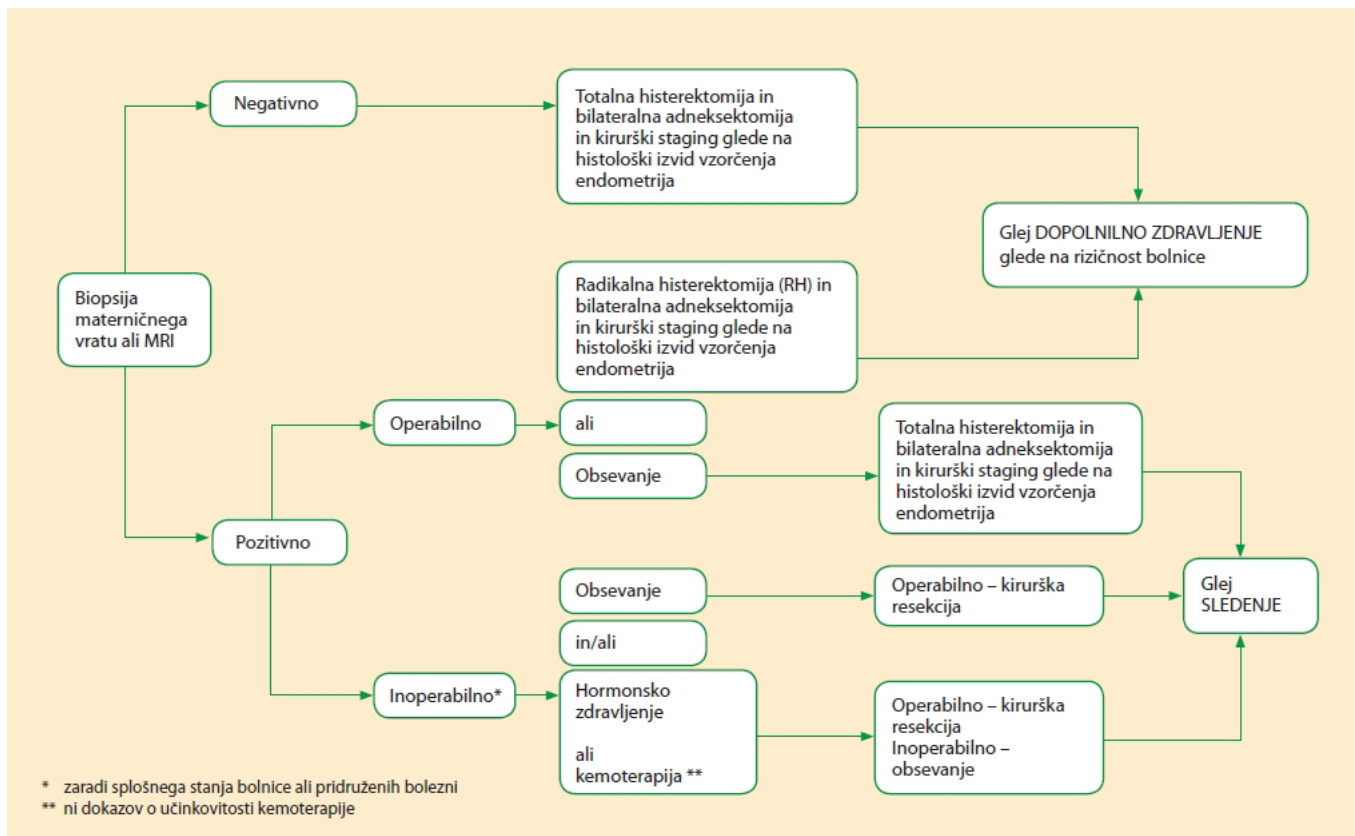 Negativno
Totalna histerektomija in
bilateralna adneksektomija
in kirurški staging glede na
histološki izvid vzorčenja
endometrija
Glej DOPOLNILNO ZDRAVLJENJE
glede na rizičnost bolnice
Biopsija
materničnega
vratu ali MRI
Radikalna histerektomija (RH) in
bilateralna adneksektomija
in kirurški staging glede na
histološki izvid vzorčenja
endometrija
Operabilno
ali
Obsevanje
Totalna histerektomija in
bilateralna adneksektomija
in kirurški staging glede na
histološki izvid vzorčenja
endometrija
Pozitivno
Obsevanje
Operabilno – kirurška
resekcija
Glej
SLEDENJE
in/ali
Inoperabilno*
Hormonsko
zdravljenje
ali
kemoterapija **
Operabilno – kirurška
resekcija
Inoperabilno –
obsevanje
* zaradi splošnega stanja bolnice ali pridruženih bolezni
** ni dokazov o učinkovitosti kemoterapije